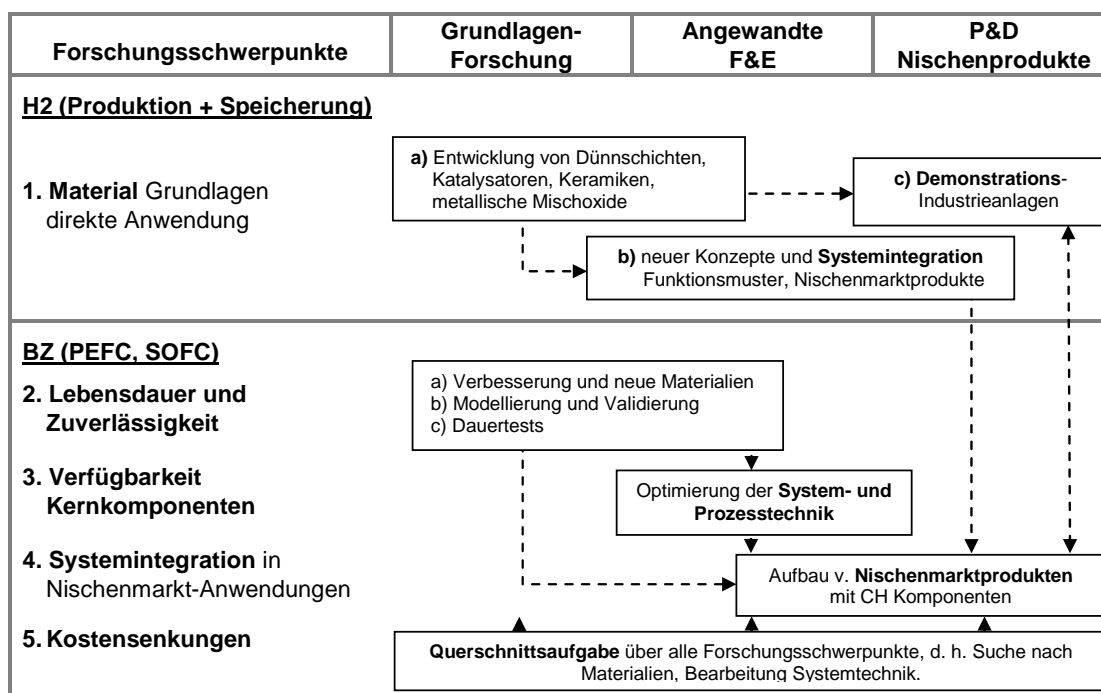 Forschungsschwerpunkte
Grundlagen-
Forschung
Angewandte
F&E
P&D
Nischenprodukte
H2 (Produktion + Speicherung)
1. Material Grundlagen
direkte Anwendung
a) Entwicklung von Dünnschichten,
Katalysatoren, Keramiken,
metallische Mischoxide
c) Demonstrations-
Industrieanlagen
b) neuer Konzepte und Systemintegration
Funktionsmuster, Nischenmarktprodukte
BZ (PEFC, SOFC)
2. Lebensdauer und
Zuverlässigkeit
a) Verbesserung und neue Materialien
b) Modellierung und Validierung
c) Dauertests
3. Verfügbarkeit
Kernkomponenten
Optimierung der System- und
Prozesstechnik
4. Systemintegration in
Nischenmarkt-Anwendungen
Aufbau v. Nischenmarktprodukten
mit CH Komponenten
5. Kostensenkungen
Querschnittsaufgabe über alle Forschungsschwerpunkte, d. h. Suche nach
Materialien, Bearbeitung Systemtechnik.